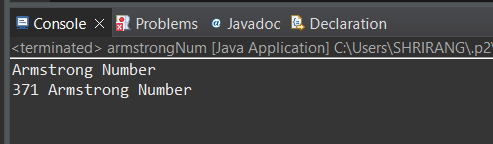 Console Problems @ Javadoc Declaration
<terminated> armstrongNum [Java Application] C:\Users\SHRIRANG\.p2\
Armstrong Number
371 Armstrong Number